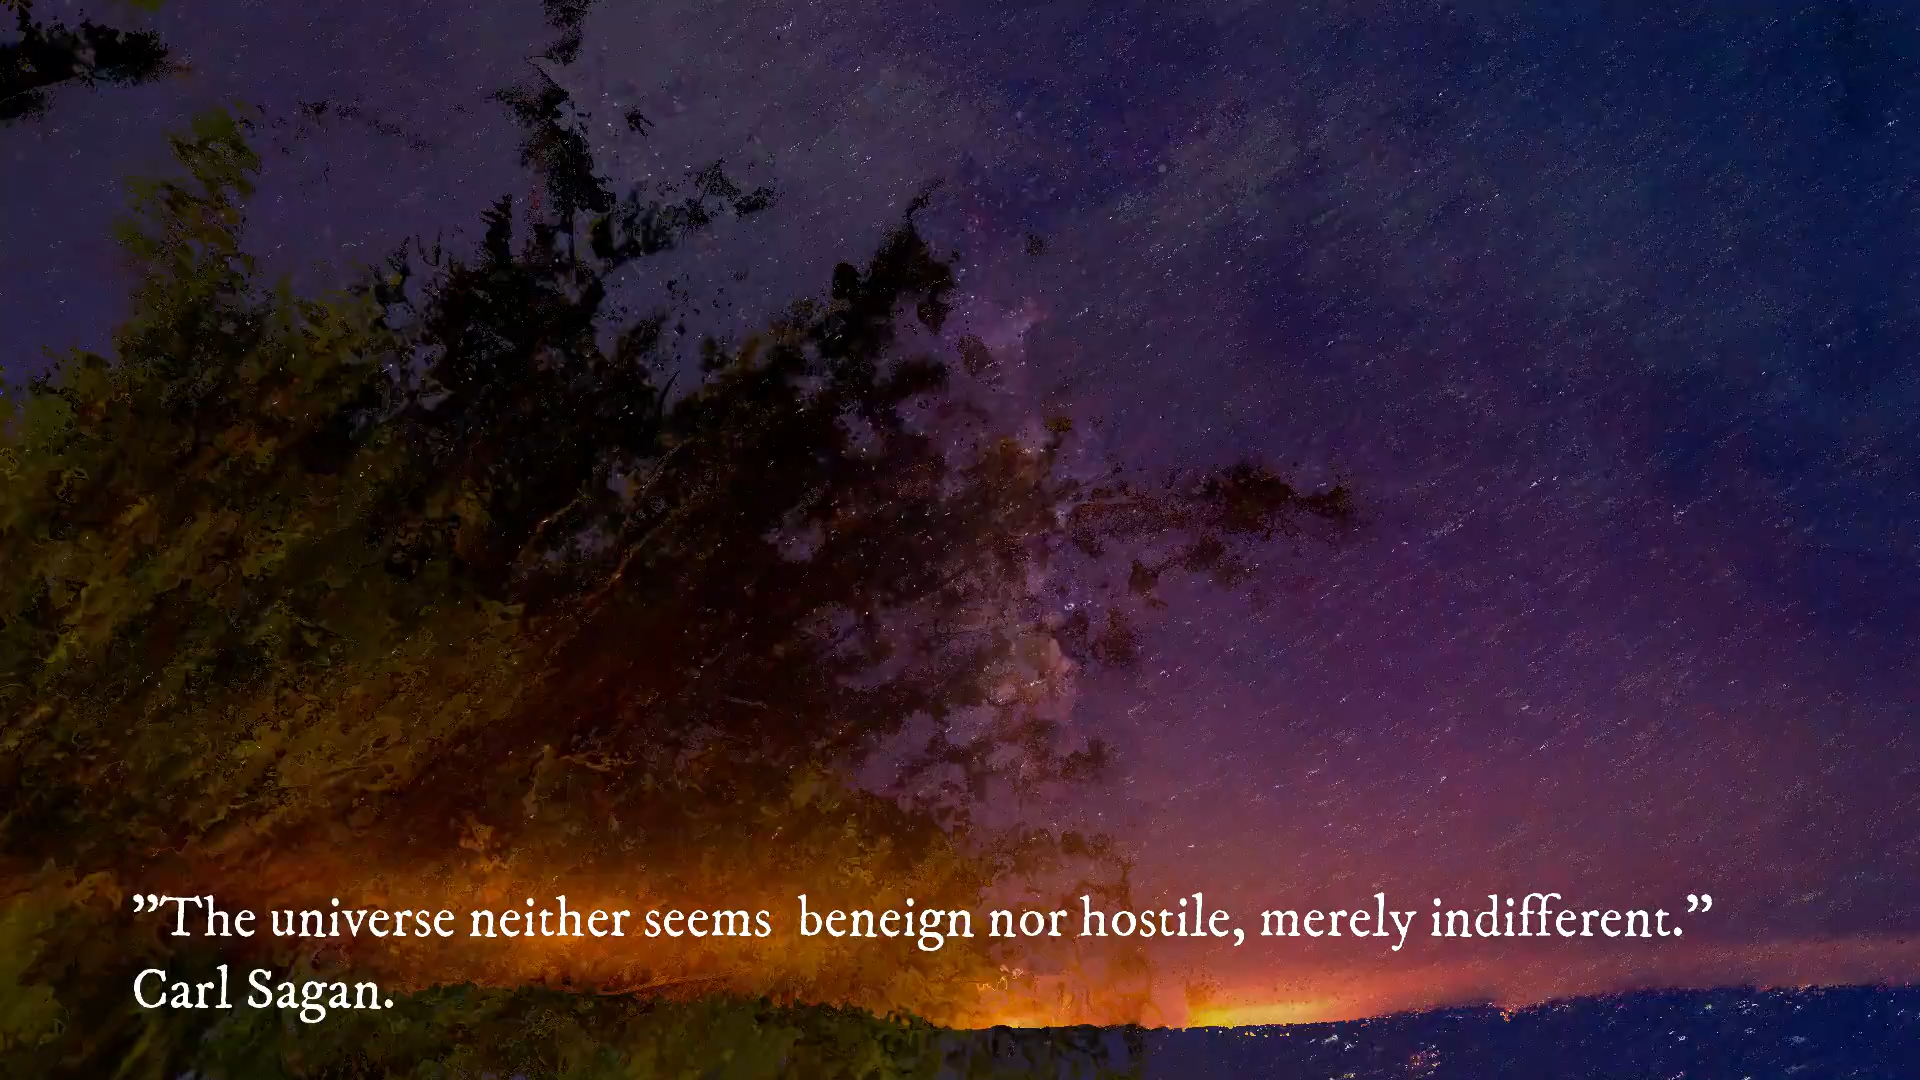 ”The universe neither seems  beneign nor hostile, merely indifferent.”
Carl Sagan.